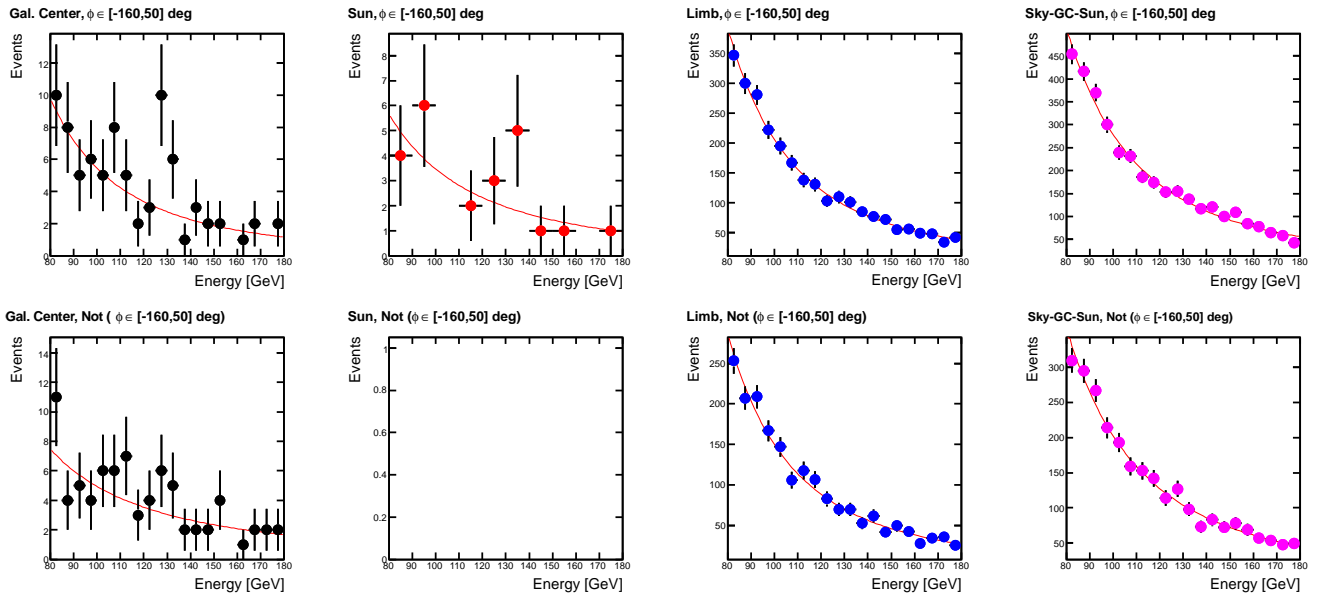 Gal. Center, ϕ ∈ [-160,50] deg
Events
12
10
8
6
4
2
0
80 90 100 110 120 130 140 150 160 170 180
Energy [GeV]
Sun, ϕ ∈ [-160,50] deg
Events
8
7
6
5
4
3
2
1
0
80 90 100 110 120 130 140 150 160 170 180
Energy [GeV]
Limb, ϕ ∈ [-160,50] deg
Events
350
300
250
200
150
100
50
80 90 100 110 120 130 140 150 160 170 180
Energy [GeV]
Sky-GC-Sun, ϕ ∈ [-160,50] deg
Events
450
400
350
300
250
200
150
100
50
80 90 100 110 120 130 140 150 160 170 180
Energy [GeV]
Gal. Center, Not ( ϕ ∈ [-160,50] deg)
Events
14
12
10
8
6
4
2
0
80 90 100 110 120 130 140 150 160 170 180
Energy [GeV]
Sun, Not (ϕ ∈ [-160,50] deg)
Events
1
0.8
0.6
0.4
0.2
0
80 90 100 110 120 130 140 150 160 170 180
Energy [GeV]
Limb, Not (ϕ ∈ [-160,50] deg)
Events
250
200
150
100
50
80 90 100 110 120 130 140 150 160 170 180
Energy [GeV]
Sky-GC-Sun, Not (ϕ ∈ [-160,50] deg)
Events
300
250
200
150
100
50
80 90 100 110 120 130 140 150 160 170 180
Energy [GeV]